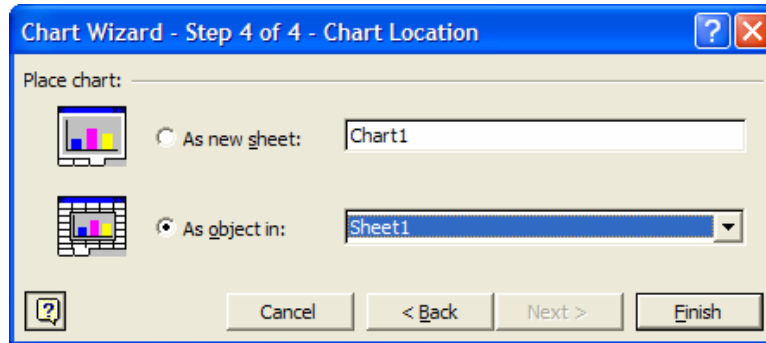 Chart Wizard - Step 4 of 4 - Chart Location
?
Place chart:
As new sheet: Chart1
As object in: Sheet1
? Cancel < Back Next > Finish